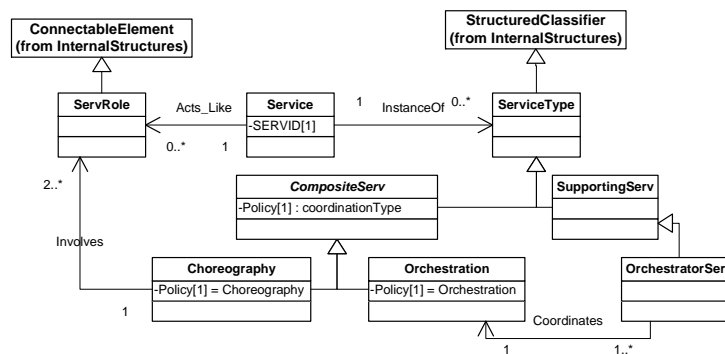 ConnectableElement
(from InternalStructures)
StructuredClassifier
(from InternalStructures)
ServRole
Acts_Like
0..*
1
Service
-SERVID[1]
1
InstanceOf
0..*
ServiceType
2..*
Involves
1
CompositeServ
-Policy[1] : coordinationType
SupportingServ
Choreography
-Policy[1] = Choreography
Orchestration
-Policy[1] = Orchestration
OrchestratorSer
Coordinates
1
1..*